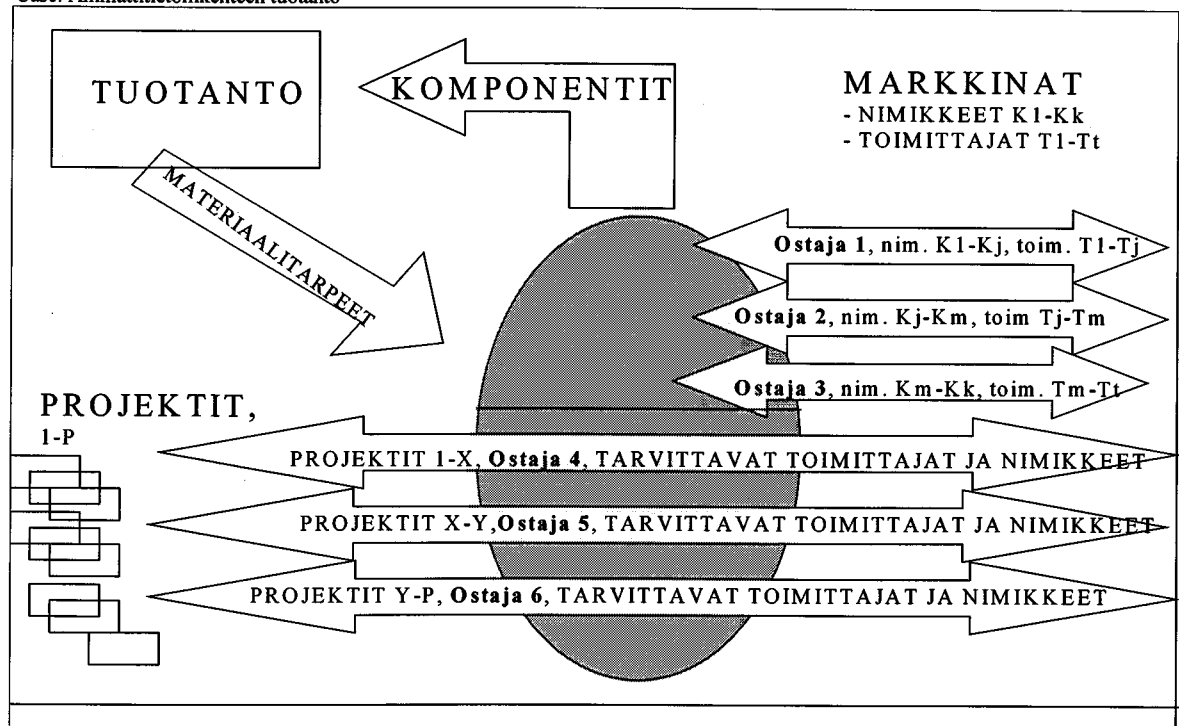 TUOTANTO
KOMPONENTIT
MARKKINAT
- NIMIKKEET K1-Kk
- TOIMITTAJAT T1-Tt
MATERIAALITARPEET
Ostaja 1, nim. K1-Kj, toim. T1-Tj
Ostaja 2, nim. Kj-Km, toim Tj-Tm
Ostaja 3, nim. Km-Kk, toim. Tm-Tt
PROJEKTIT,
1-P
PROJEKTIT 1-X, Ostaja 4, TARVITTAVAT TOIMITTAJAT JA NIMIKKEET
PROJEKTIT X-Y,Ostaja 5, TARVITTAVAT TOIMITTAJAT JA NIMIKKEET
PROJEKTIT Y-P, Ostaja 6, TARVITTAVAT TOIMITTAJAT JA NIMIKKEET